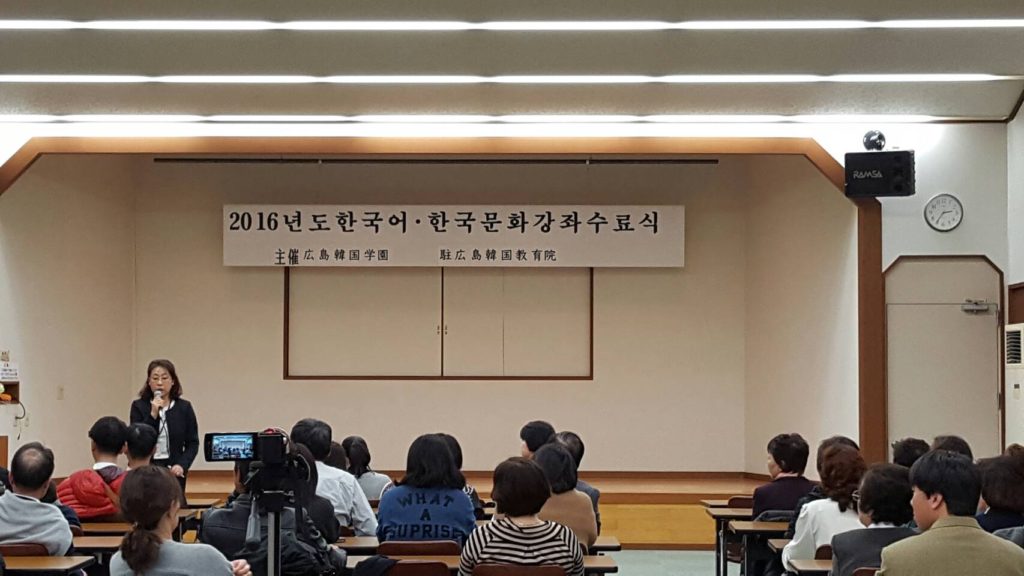 2016년도한국어·한국문화강좌수료식
主催 広島韓国学園 駐広島韓国教育院
RAMSA
WHAT
A
SUPRISE